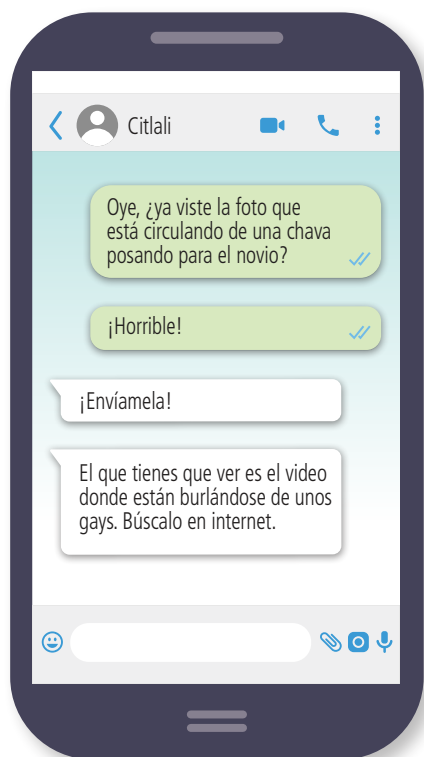 Citlali
Oye, ¿ya viste la foto que
está circulando de una chava
posando para el novio?
¡Horrible!
¡Envíamela!
El que tienes que ver es el video
donde están burlándose de unos
gays. Búscalo en internet.